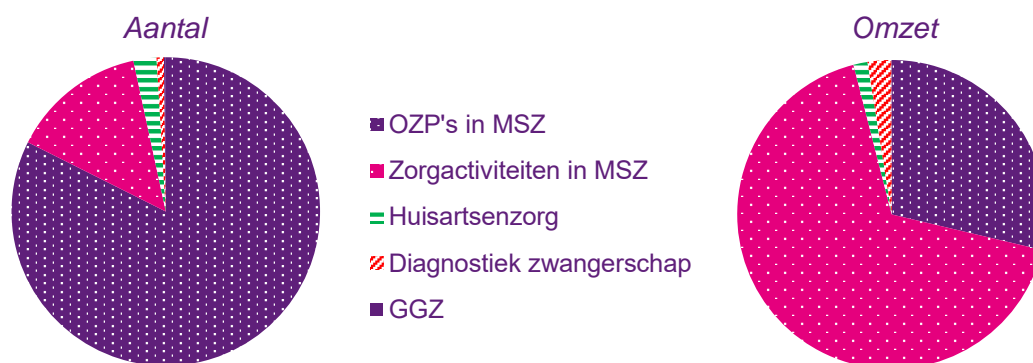 Aantal
Omzet
OZP's in MSZ
Zorgactiviteiten in MSZ
Huisartsenzorg
Diagnostiek zwangerschap
GGZ